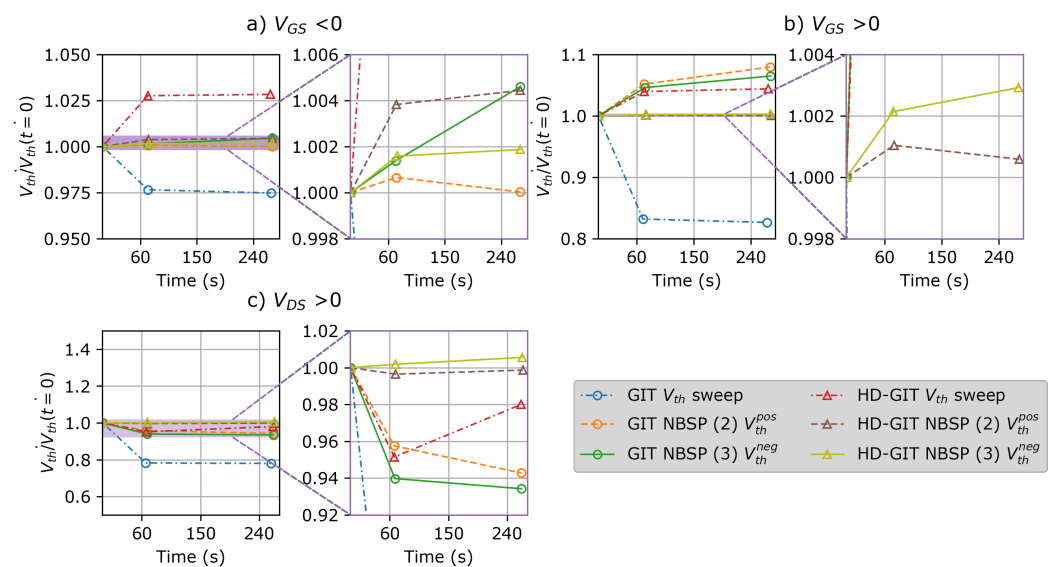 a) V_GS <0
b) V_GS >0
V̇_th/V_th(ṫ = 0)
1.050
1.025
1.000
0.975
0.950
60 150 240
Time (s)
1.006
1.004
1.002
1.000
0.998
60 150 240
Time (s)
V̇_th/V_th(ṫ = 0)
1.1
1.0
0.9
0.8
60 150 240
Time (s)
1.004
1.002
1.000
0.998
60 150 240
Time (s)
c) V_DS >0
V̇_th/V_th(ṫ = 0)
1.4
1.2
1.0
0.8
0.6
60 150 240
Time (s)
1.02
1.00
0.98
0.96
0.94
0.92
60 150 240
Time (s)
GIT V_th sweep
GIT NBSP (2) V_th^pos
GIT NBSP (3) V_th^neg
HD-GIT V_th sweep
HD-GIT NBSP (2) V_th^pos
HD-GIT NBSP (3) V_th^neg